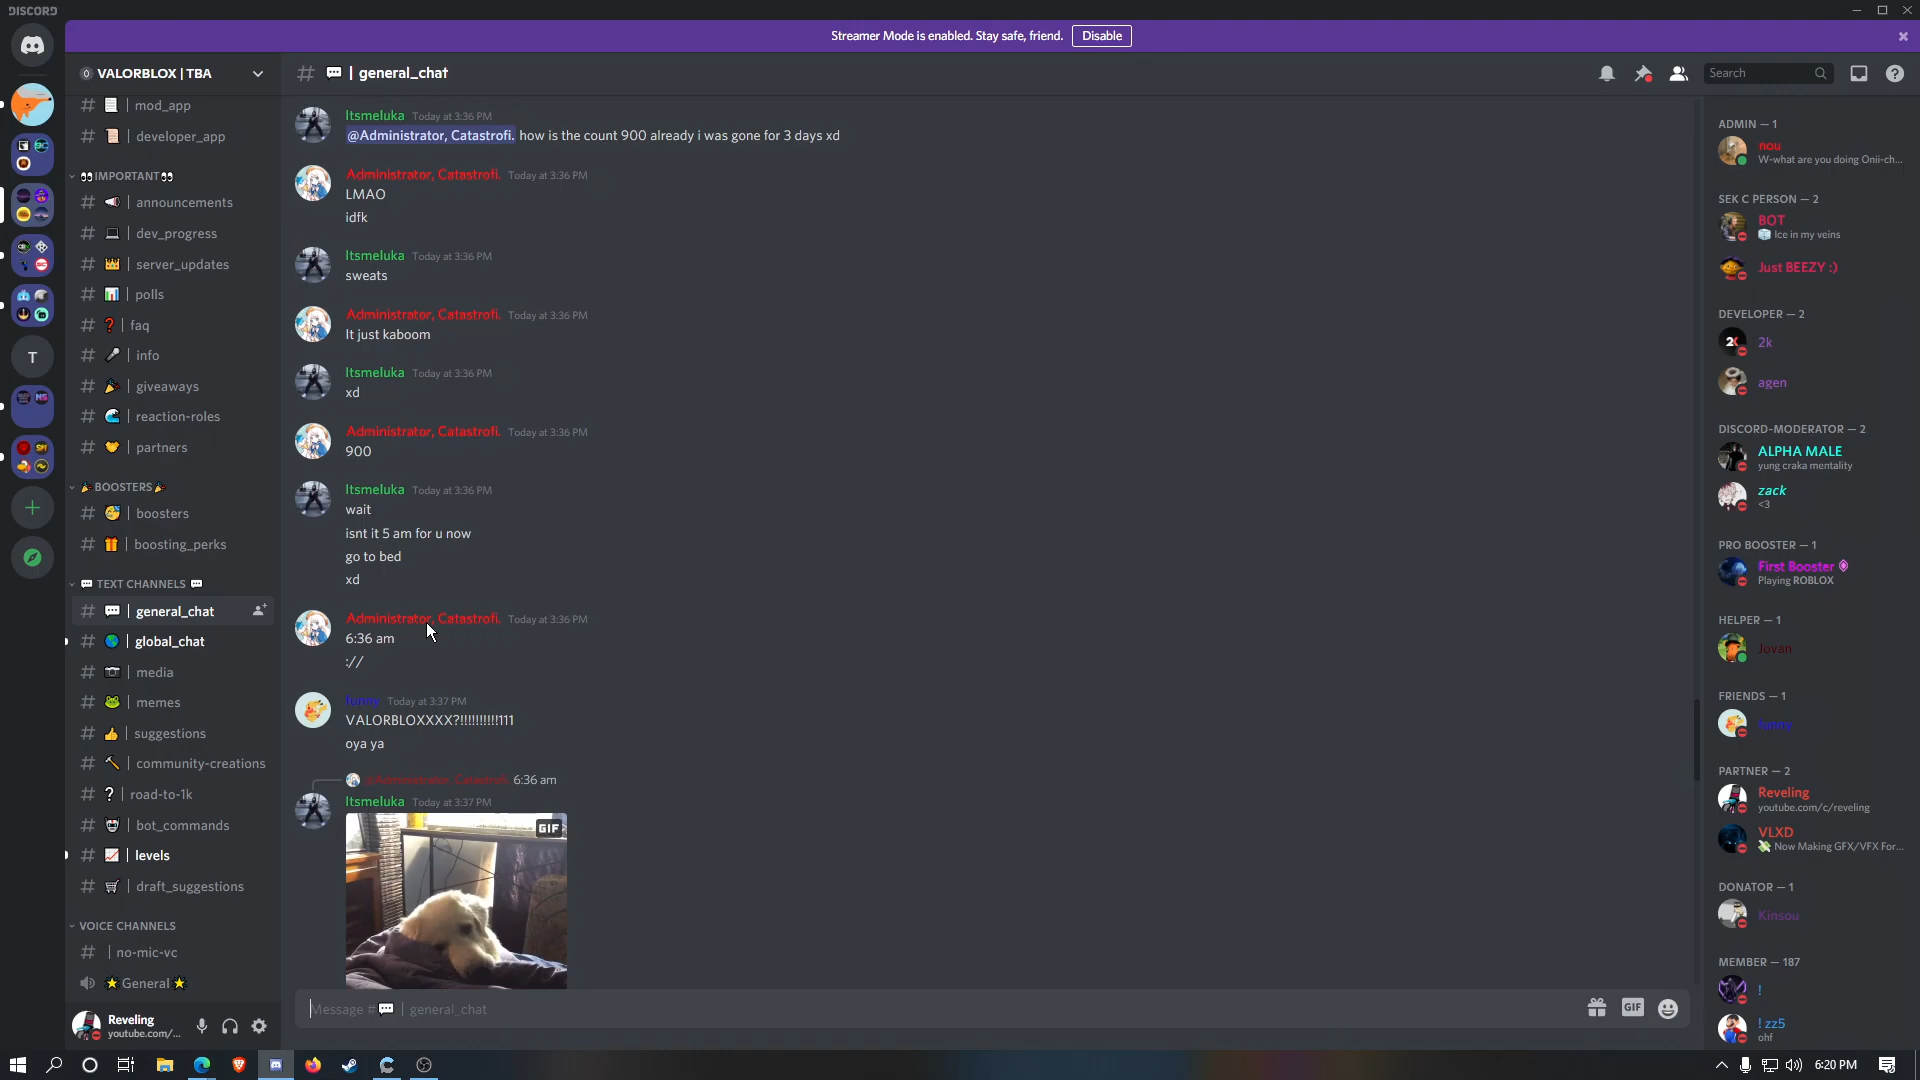 DISCORD
Streamer Mode is enabled. Stay safe, friend. Disable
VALORBLOX | TBA
| general_chat
Search
| mod_app
| developer_app
IMPORTANT
| announcements
| dev_progress
| server_updates
| polls
| faq
| info
| giveaways
| reaction-roles
| partners
BOOSTERS
| boosters
| boosting_perks
TEXT CHANNELS
| general_chat
| global_chat
| media
| memes
| suggestions
| community-creations
| road-to-1k
| bot_commands
| levels
| draft_suggestions
VOICE CHANNELS
| no-mic-vc
General
Reveling
youtube.com/...
Itsmeluka Today at 3:36 PM
@Administrator, Catastrofi. how is the count 900 already i was gone for 3 days xd
Administrator, Catastrofi. Today at 3:36 PM
LMAO
idfk
Itsmeluka Today at 3:36 PM
sweats
Administrator, Catastrofi. Today at 3:36 PM
It just kaboom
Itsmeluka Today at 3:36 PM
xd
Administrator, Catastrofi. Today at 3:36 PM
900
Itsmeluka Today at 3:36 PM
wait
isnt it 5 am for u now
go to bed
xd
Administrator, Catastrofi. Today at 3:36 PM
6:36 am
://
Today at 3:37 PM
VALORBLOXXXX?!!!!!!!!!!111
oya ya
@Administrator, Catastrofi. 6:36 am
Itsmeluka Today at 3:37 PM
GIF
Message # | general_chat
GIF
ADMIN — 1
nou
W-what are you doing Onii-ch...
SEK C PERSON — 2
BOT
Ice in my veins
Just BEEZY :)
DEVELOPER — 2
2k
agen
DISCORD-MODERATOR — 2
ALPHA MALE
yung craka mentality
zack
<3
PRO BOOSTER — 1
First Booster
Playing ROBLOX
HELPER — 1
Jovan
FRIENDS — 1
PARTNER — 2
Reveling
youtube.com/c/reveling
VLXD
Now Making GFX/VFX For...
DONATOR — 1
Kinsou
MEMBER — 187
!
! zz5
ohf
T
6:20 PM